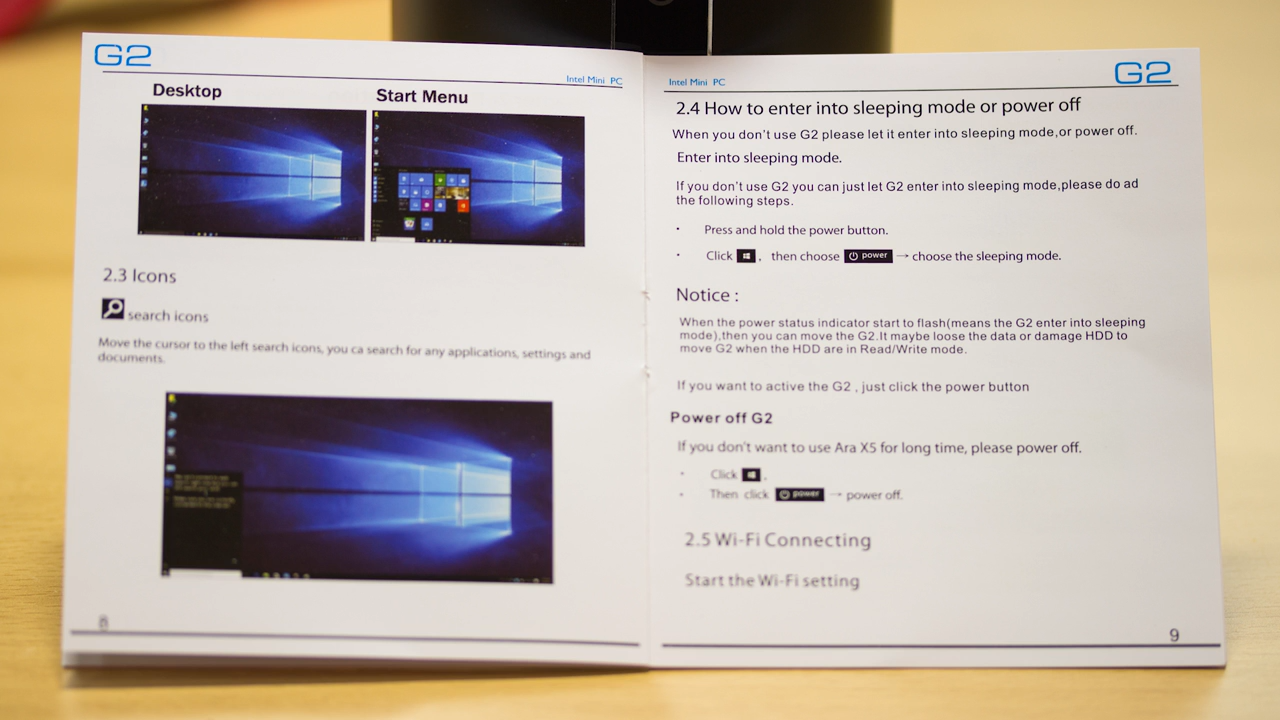 G2
Intel Mini PC
Desktop
Start Menu
2.3 Icons
search icons
Move the cursor to the left search icons, you ca search for any applications, settings and
documents.
8
Intel Mini PC
G2
2.4 How to enter into sleeping mode or power off
When you don't use G2 please let it enter into sleeping mode,or power off.
Enter into sleeping mode.
If you don't use G2 you can just let G2 enter into sleeping mode,please do ad
the following steps.
· Press and hold the power button.
· Click , then choose power → choose the sleeping mode.
Notice :
When the power status indicator start to flash(means the G2 enter into sleeping
mode),then you can move the G2.It maybe loose the data or damage HDD to
move G2 when the HDD are in Read/Write mode.
If you want to active the G2 , just click the power button
Power off G2
If you don't want to use Ara X5 for long time, please power off.
· Click .
· Then click power → power off.
2.5 Wi-Fi Connecting
Start the Wi-Fi setting
9